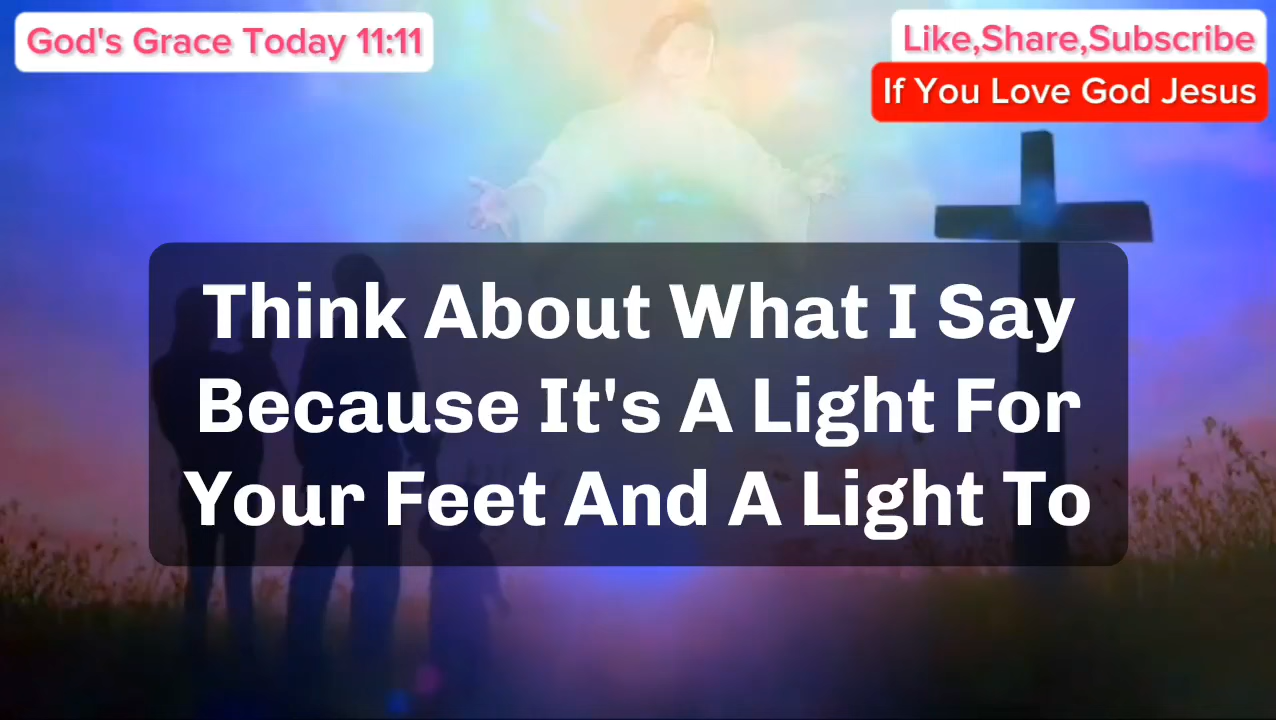 God's Grace Today 11:11
Like,Share,Subscribe
If You Love God Jesus
Think About What I Say
Because It's A Light For
Your Feet And A Light To